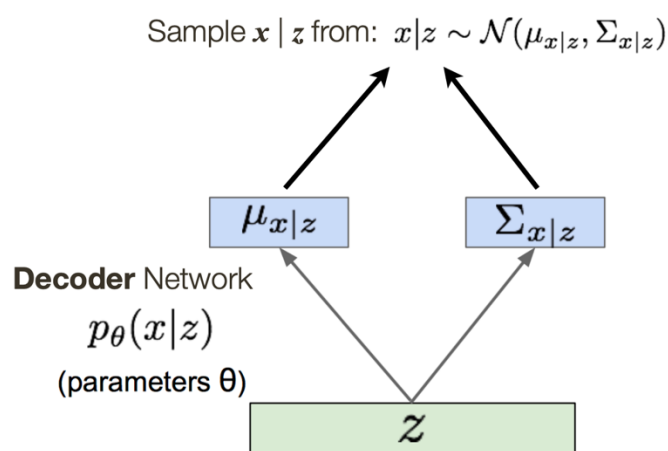 Sample x | z from: x|z ∼ 𝒩(μ_{x|z}, Σ_{x|z})
μ_{x|z} Σ_{x|z}
Decoder Network
p_θ(x|z)
(parameters θ)
z